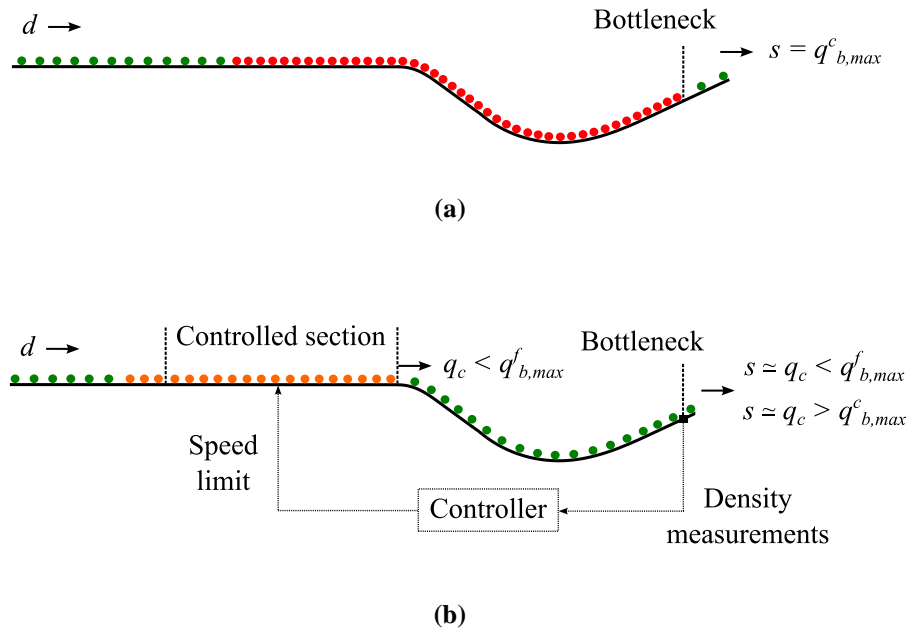 Bottleneck
d
s = q^c_{b,max}
(a)
Controlled section
d
q_c < q^f_{b,max}
Bottleneck
s ≃ q_c < q^f_{b,max}
s ≃ q_c > q^c_{b,max}
Speed
limit
Controller
Density
measurements
(b)